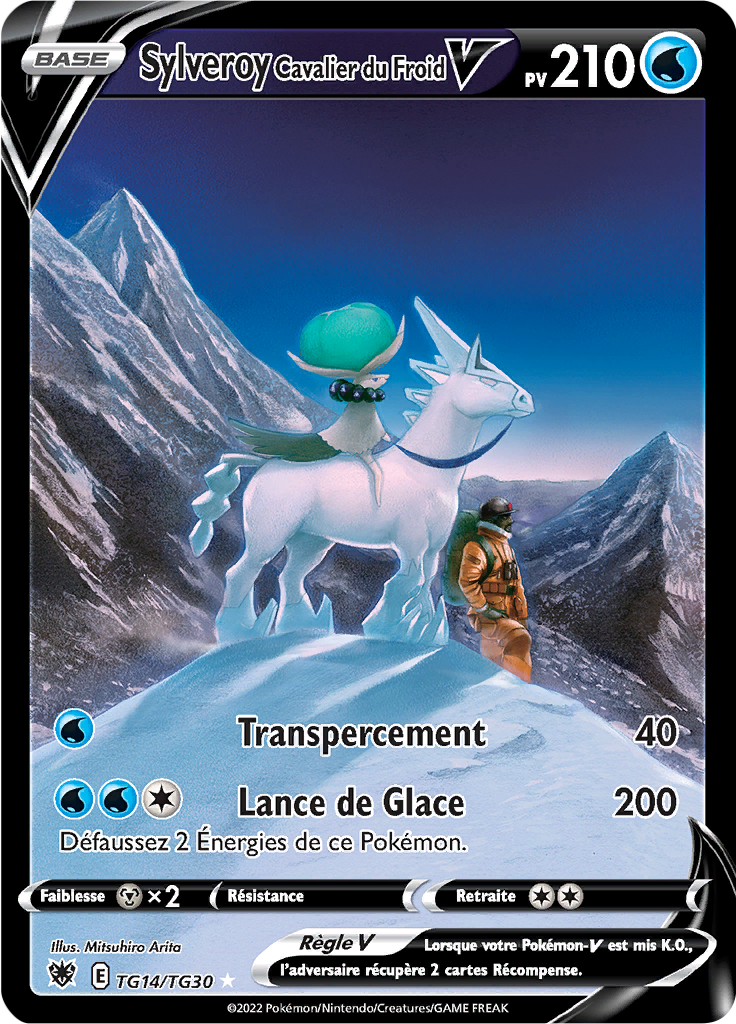 BASE
Sylveroy Cavalier du Froid V
PV 210
Transpercement 40
Lance de Glace 200
Défaussez 2 Énergies de ce Pokémon.
Faiblesse ×2 Résistance Retraite
Illus. Mitsuhiro Arita
Règle V Lorsque votre Pokémon-V est mis K.O.,
l'adversaire récupère 2 cartes Récompense.
E TG14/TG30
©2022 Pokémon/Nintendo/Creatures/GAME FREAK